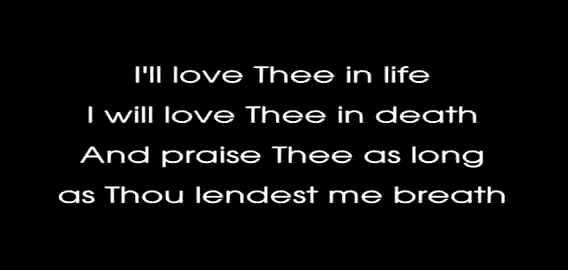 I'll love Thee in life
I will love Thee in death
And praise Thee as long
as Thou lendest me breath